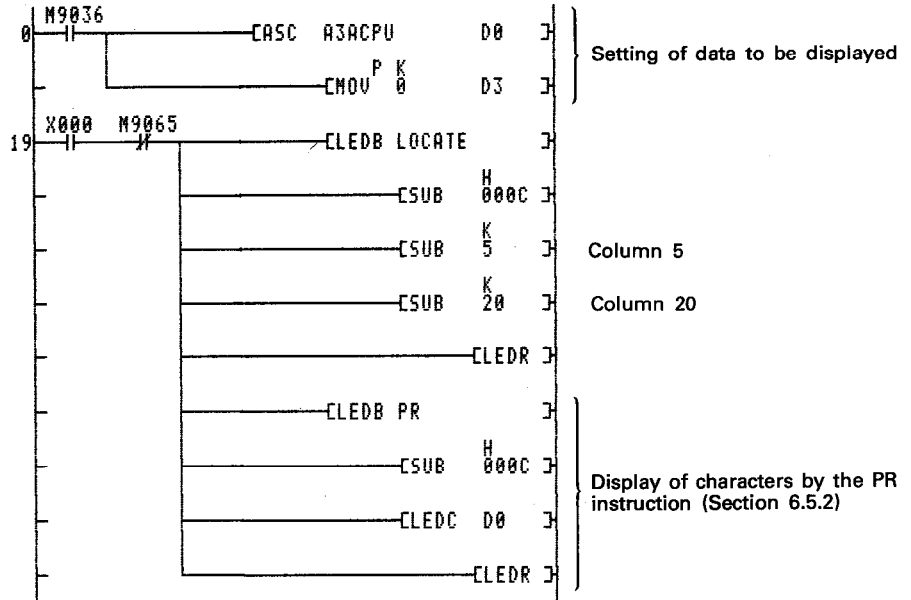 M9036
0 [ASC A3ACPU D0 ]
Setting of data to be displayed
P K
[MOV 0 D3 ]
X000 M9065
19 [LEDB LOCATE ]
H
[SUB 000C ]
K
[SUB 5 ] Column 5
K
[SUB 20 ] Column 20
[LEDR ]
[LEDB PR ]
H
[SUB 000C ]
Display of characters by the PR
instruction (Section 6.5.2)
[LEDC D0 ]
[LEDR ]